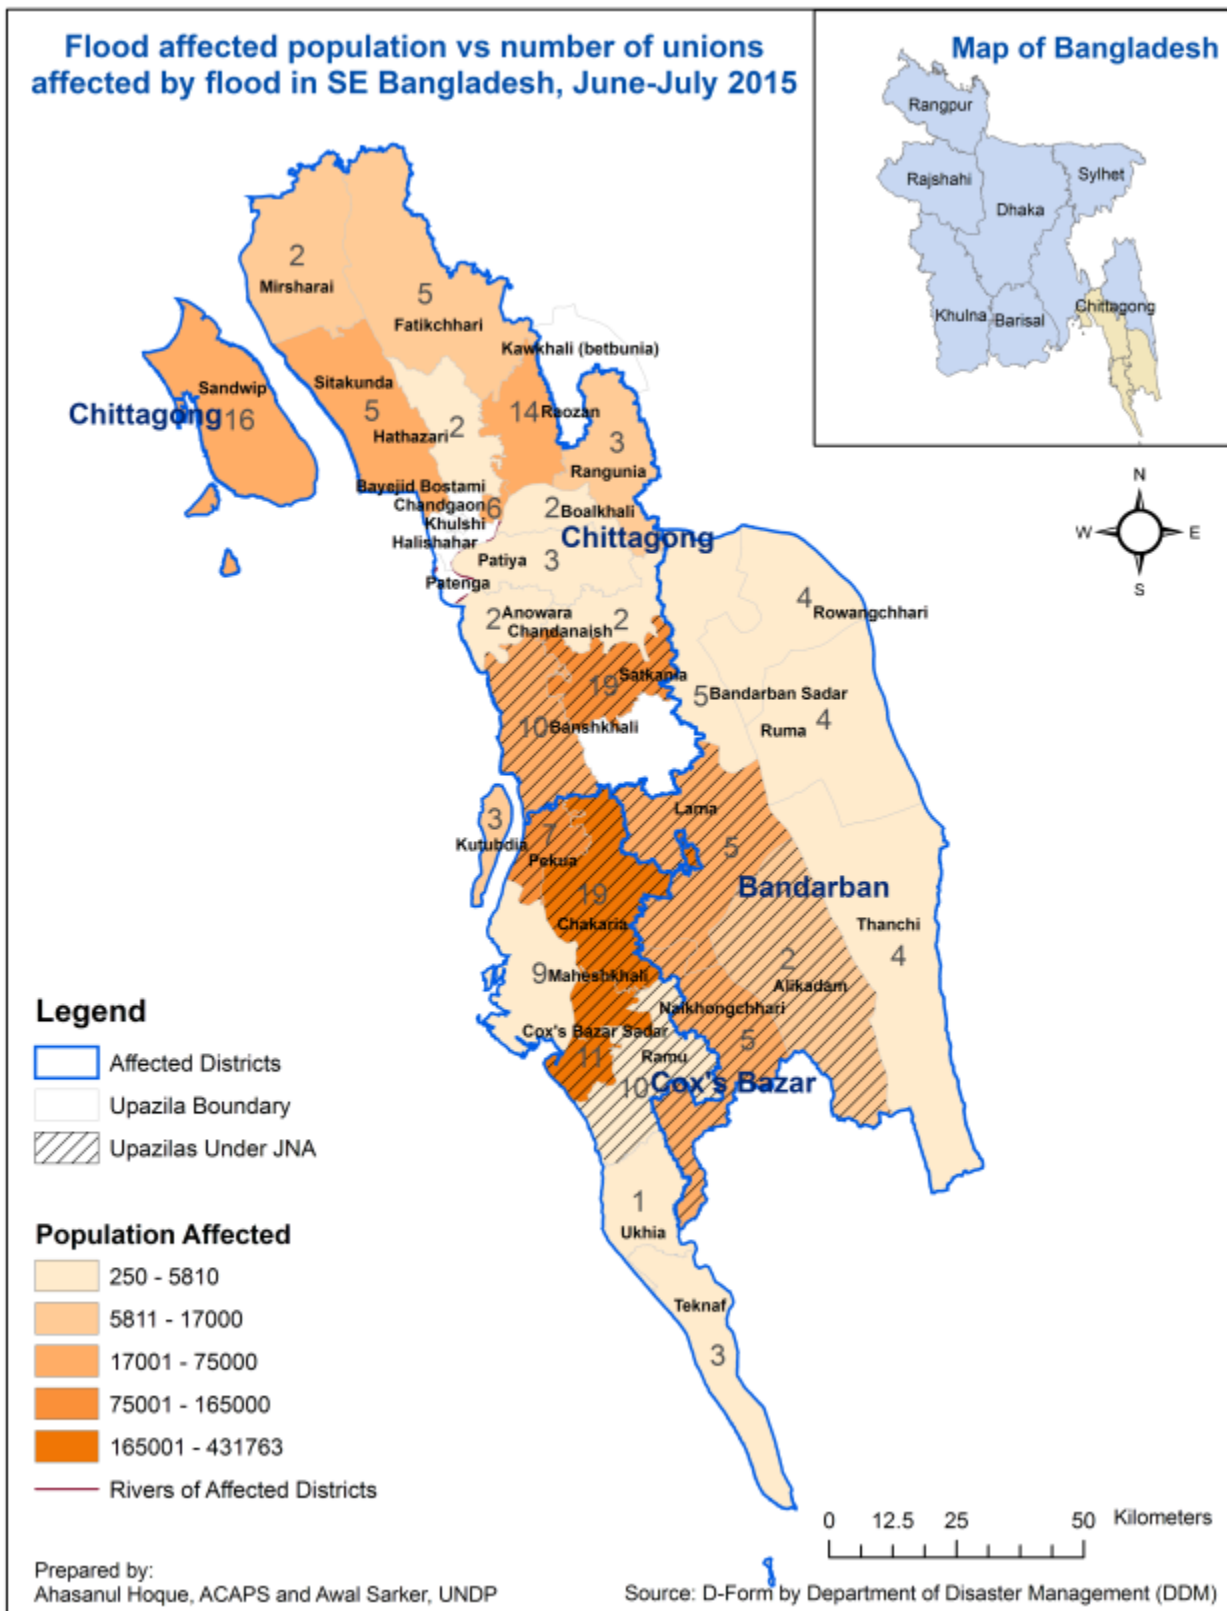 Flood affected population vs number of unions
affected by flood in SE Bangladesh, June-July 2015
Map of Bangladesh
Rangpur
Rajshahi
Sylhet
Dhaka
Khulna
Barisal
Chittagong
N
W
E
S
2
Mirsharai
5
Fatikchhari
Kawkhali (betbunia)
Sandwip
16
Chittagong
Sitakunda
5
Hathazari
2
14
Raozan
3
Rangunia
Bayejid Bostami
Chandgaon
6
Khulshi
Halishahar
2
Boalkhali
Chittagong
Patiya
3
Patenga
2
Anowara
Chandanaish
2
4
Rowangchhari
Satkania
19
5
Bandarban Sadar
10
Banshkhali
Ruma
4
Lama
5
3
Kutubdia
7
Pekua
19
Chakaria
Bandarban
Thanchi
4
2
Alikadam
9
Maheshkhali
Naikhongchhari
5
Cox's Bazar Sadar
11
Ramu
10
Cox's Bazar
1
Ukhia
Teknaf
3
Legend
Affected Districts
Upazila Boundary
Upazilas Under JNA
Population Affected
250 - 5810
5811 - 17000
17001 - 75000
75001 - 165000
165001 - 431763
Rivers of Affected Districts
0 12.5 25 50 Kilometers
Prepared by:
Ahasanul Hoque, ACAPS and Awal Sarker, UNDP
Source: D-Form by Department of Disaster Management (DDM)